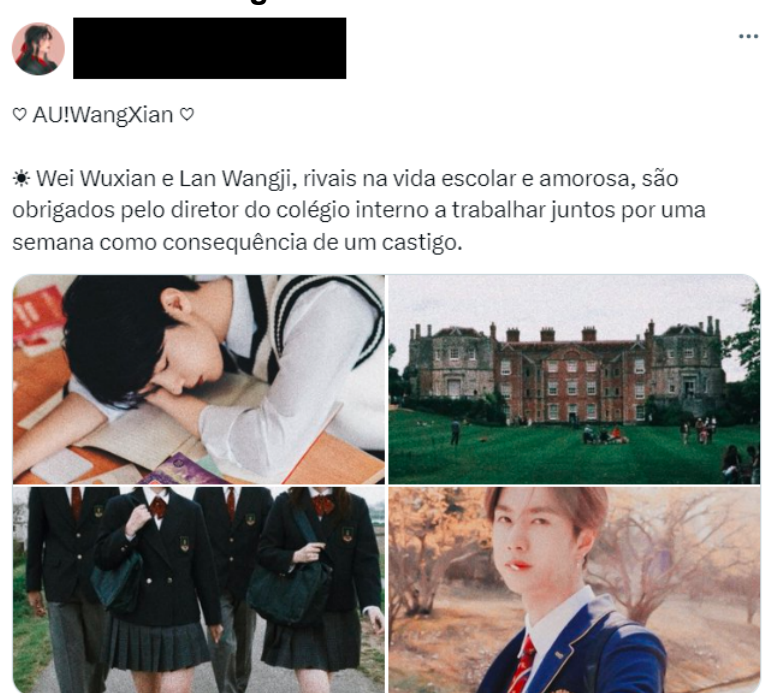 ♡ AU!WangXian ♡
☀ Wei Wuxian e Lan Wangji, rivais na vida escolar e amorosa, são
obrigados pelo diretor do colégio interno a trabalhar juntos por uma
semana como consequência de um castigo.